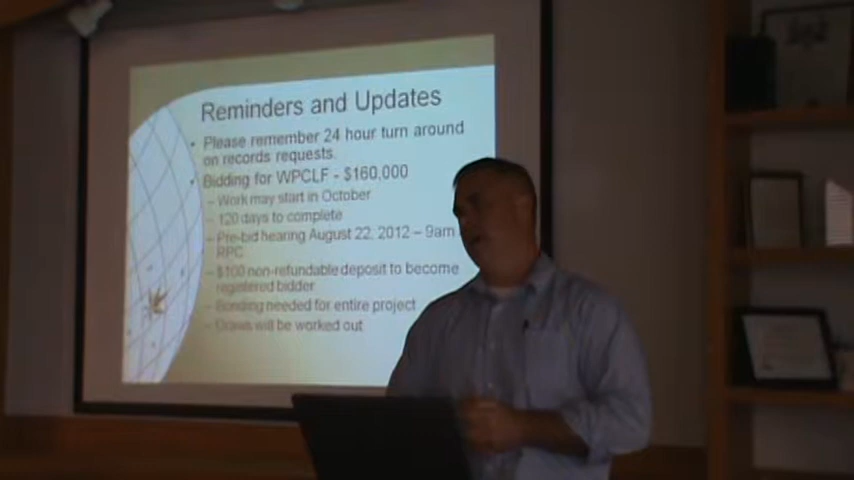 Reminders and Updates
• Please remember 24 hour turn around
on records requests.
• Bidding for WPCLF - $160,000
– Work may start in October
– 120 days to complete
– Pre-bid hearing August 22, 2012 – 9am
RPC
– $100 non-refundable deposit to become
registered bidder
– Bonding needed for entire project
– Draws will be worked out